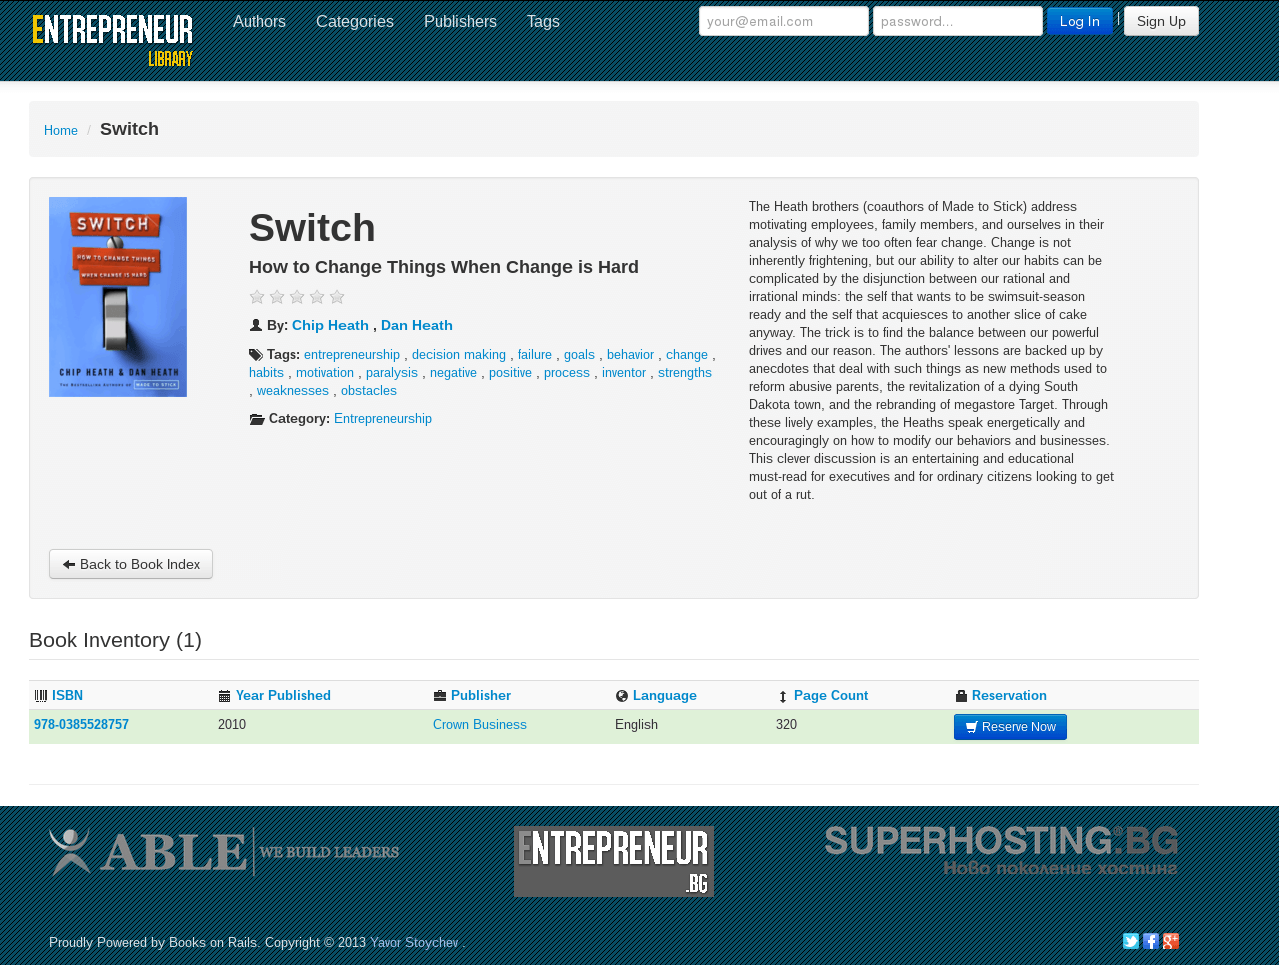 ENTREPRENEUR
LIBRARY
Authors Categories Publishers Tags your@email.com password... Log In | Sign Up
Home / Switch
SWITCH
HOW TO CHANGE THINGS
WHEN CHANGE IS HARD
CHIP HEATH & DAN HEATH
THE BESTSELLING AUTHORS OF MADE TO STICK
Switch
How to Change Things When Change is Hard
By: Chip Heath , Dan Heath
Tags: entrepreneurship , decision making , failure , goals , behavior , change ,
habits , motivation , paralysis , negative , positive , process , inventor , strengths
, weaknesses , obstacles
Category: Entrepreneurship
The Heath brothers (coauthors of Made to Stick) address
motivating employees, family members, and ourselves in their
analysis of why we too often fear change. Change is not
inherently frightening, but our ability to alter our habits can be
complicated by the disjunction between our rational and
irrational minds: the self that wants to be swimsuit-season
ready and the self that acquiesces to another slice of cake
anyway. The trick is to find the balance between our powerful
drives and our reason. The authors' lessons are backed up by
anecdotes that deal with such things as new methods used to
reform abusive parents, the revitalization of a dying South
Dakota town, and the rebranding of megastore Target. Through
these lively examples, the Heaths speak energetically and
encouragingly on how to modify our behaviors and businesses.
This clever discussion is an entertaining and educational
must-read for executives and for ordinary citizens looking to get
out of a rut.
Back to Book Index
Book Inventory (1)
ISBN Year Published Publisher Language Page Count Reservation
978-0385528757 2010 Crown Business English 320 Reserve Now
ABLE WE BUILD LEADERS
ENTREPRENEUR
.BG
SUPERHOSTING®.BG
Ново поколение хостинг
Proudly Powered by Books on Rails. Copyright © 2013 Yavor Stoychev .